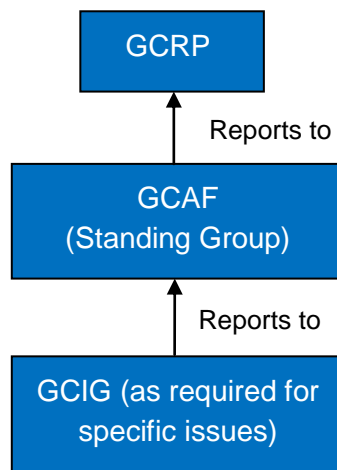 GCRP
Reports to
GCAF
(Standing Group)
Reports to
GCIG (as required for
specific issues)